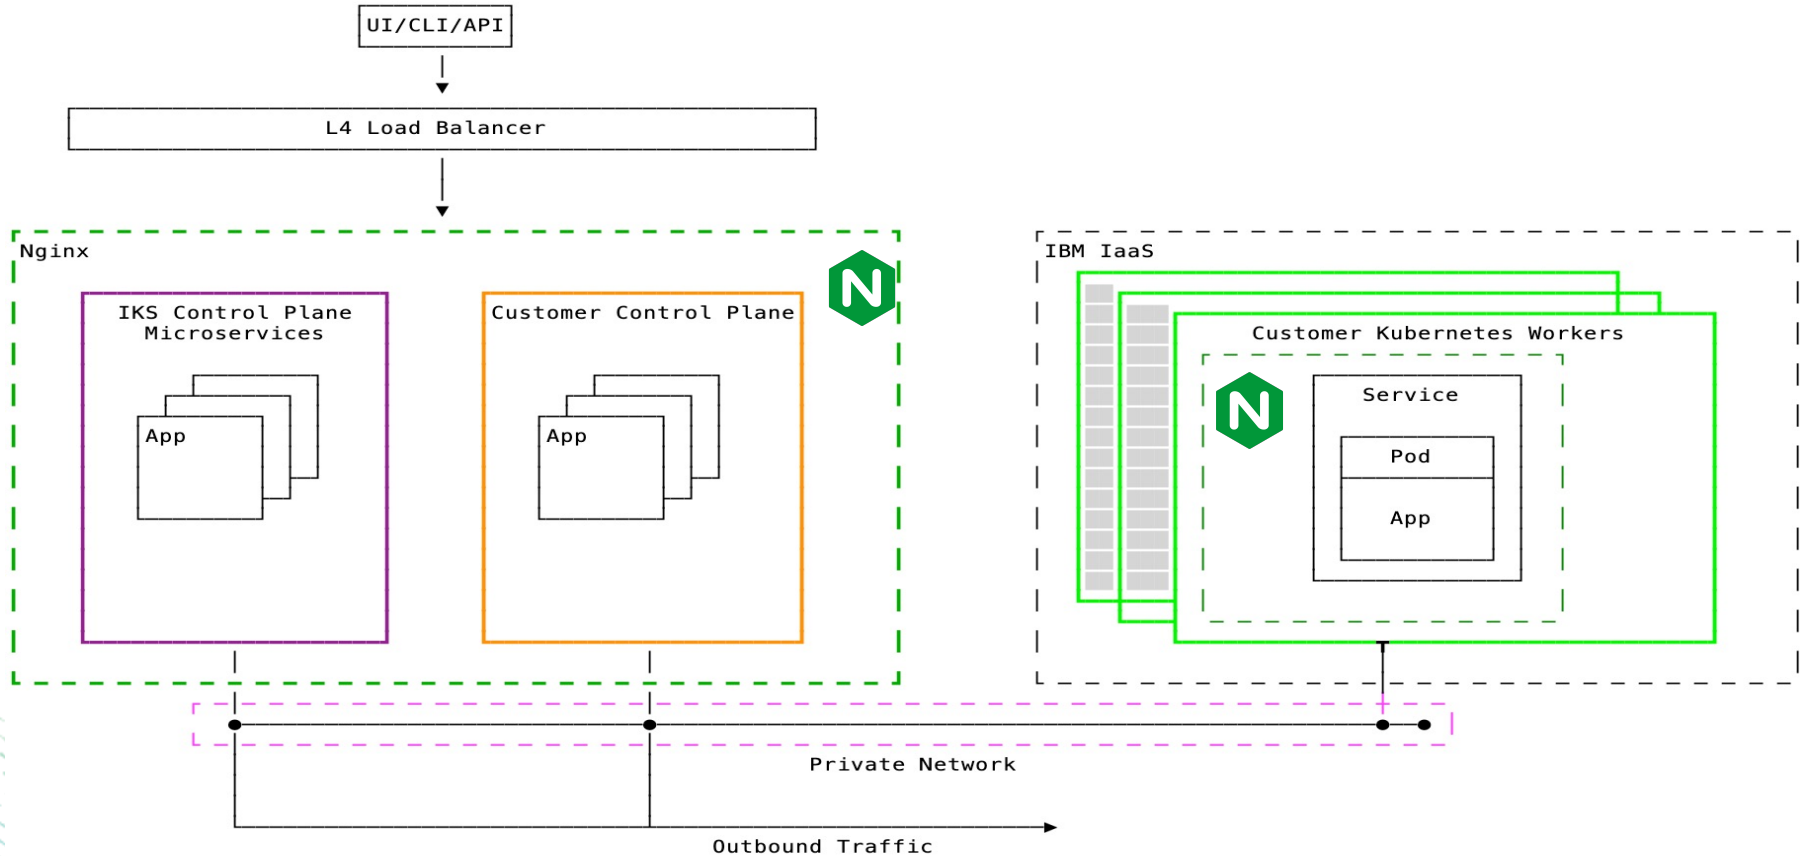 UI/CLI/API
L4 Load Balancer
Nginx
N
IKS Control Plane
Microservices
App
Customer Control Plane
App
IBM IaaS
Customer Kubernetes Workers
N
Service
Pod
App
Private Network
Outbound Traffic